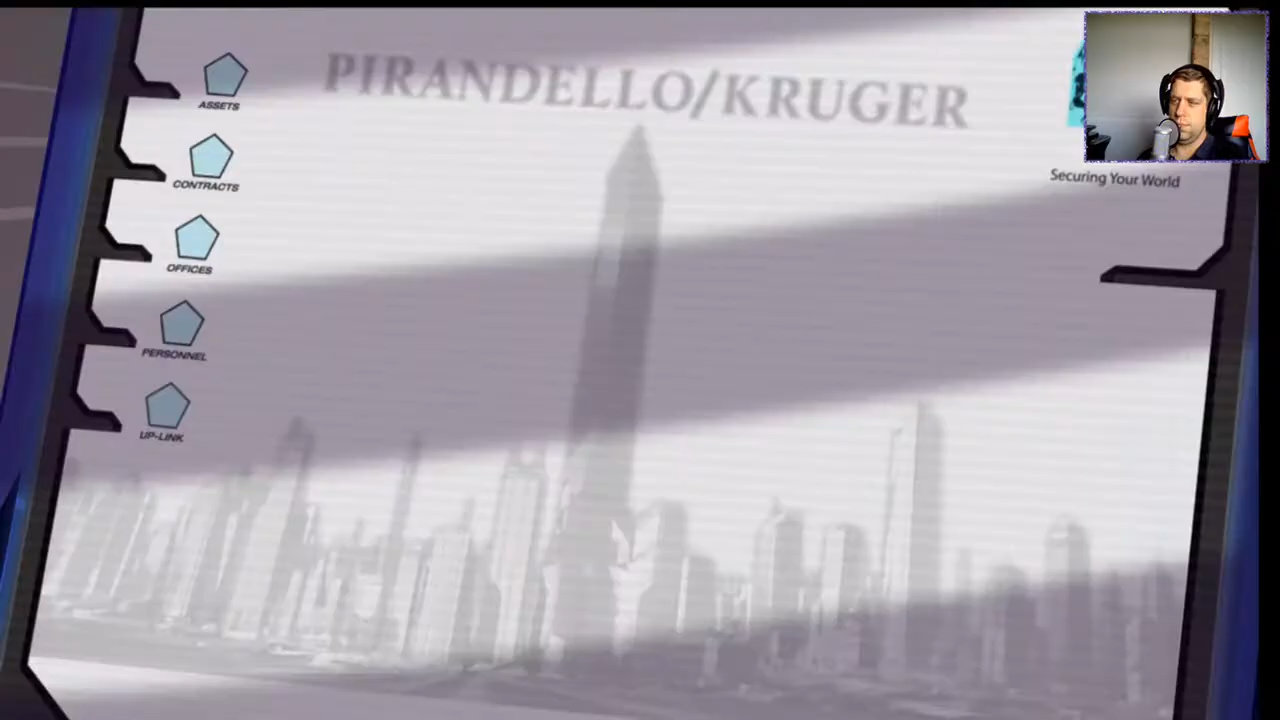 PIRANDELLO/KRUGER
ASSETS
CONTRACTS
Securing Your World
OFFICES
PERSONNEL
UP-LINK